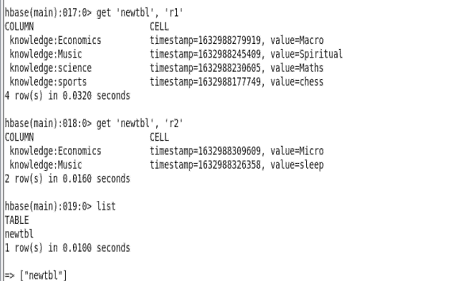 hbase(main):017:0> get 'newtbl', 'r1'
COLUMN                          CELL
 knowledge:Economics            timestamp=1632988279919, value=Macro
 knowledge:Music                timestamp=1632988245409, value=Spiritual
 knowledge:science              timestamp=1632988230605, value=Maths
 knowledge:sports               timestamp=1632988177749, value=chess
4 row(s) in 0.0320 seconds

hbase(main):018:0> get 'newtbl', 'r2'
COLUMN                          CELL
 knowledge:Economics            timestamp=1632988309609, value=Micro
 knowledge:Music                timestamp=1632988326358, value=sleep
2 row(s) in 0.0160 seconds

hbase(main):019:0> list
TABLE
newtbl
1 row(s) in 0.0100 seconds

=> ["newtbl"]